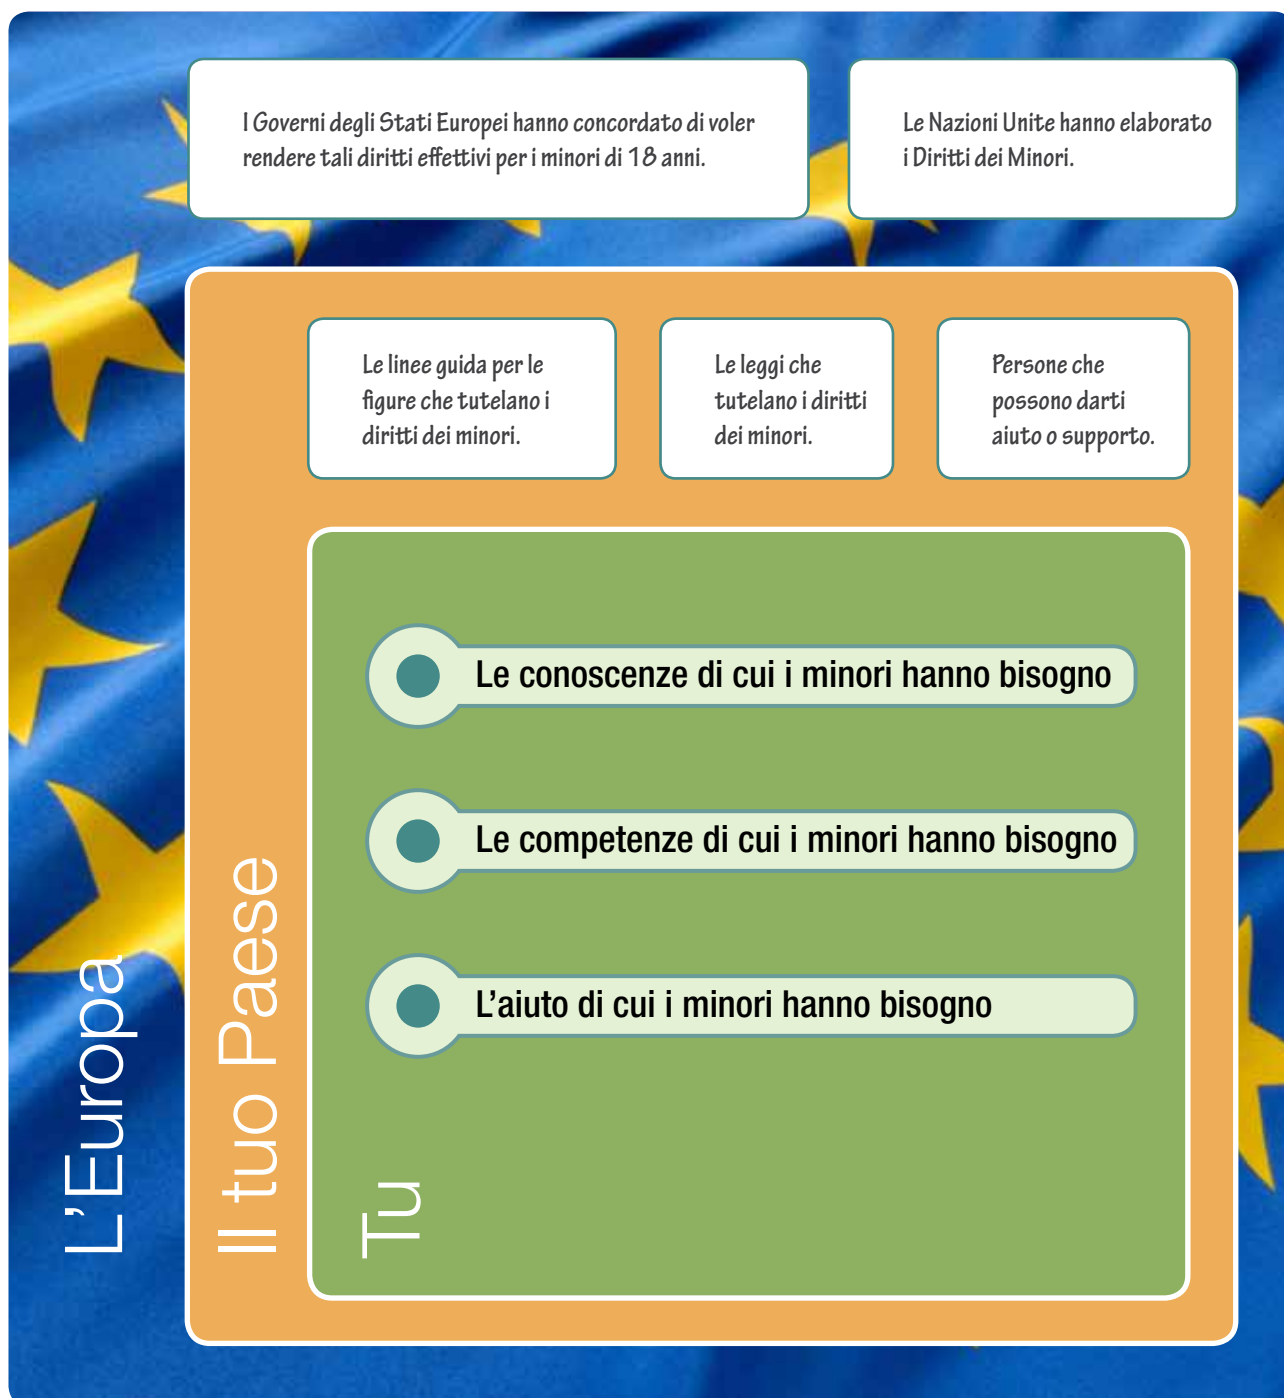 I Governi degli Stati Europei hanno concordato di voler
rendere tali diritti effettivi per i minori di 18 anni.
Le Nazioni Unite hanno elaborato
i Diritti dei Minori.
Le linee guida per le
figure che tutelano i
diritti dei minori.
Le leggi che
tutelano i diritti
dei minori.
Persone che
possono darti
aiuto o supporto.
Le conoscenze di cui i minori hanno bisogno
Le competenze di cui i minori hanno bisogno
L’aiuto di cui i minori hanno bisogno
L’Europa
Il tuo Paese
Tu